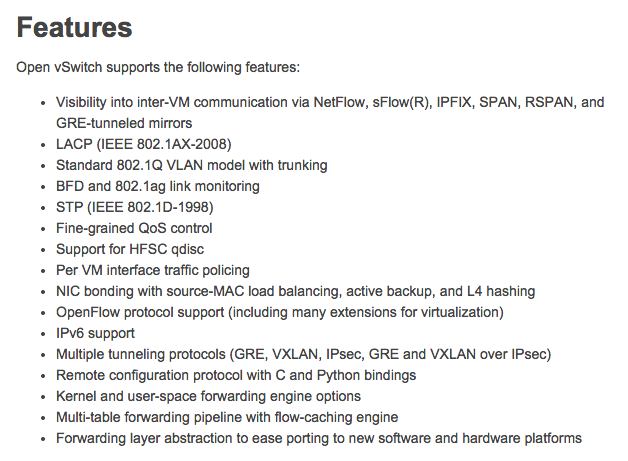 Features
Open vSwitch supports the following features:
• Visibility into inter-VM communication via NetFlow, sFlow(R), IPFIX, SPAN, RSPAN, and
GRE-tunneled mirrors
• LACP (IEEE 802.1AX-2008)
• Standard 802.1Q VLAN model with trunking
• BFD and 802.1ag link monitoring
• STP (IEEE 802.1D-1998)
• Fine-grained QoS control
• Support for HFSC qdisc
• Per VM interface traffic policing
• NIC bonding with source-MAC load balancing, active backup, and L4 hashing
• OpenFlow protocol support (including many extensions for virtualization)
• IPv6 support
• Multiple tunneling protocols (GRE, VXLAN, IPsec, GRE and VXLAN over IPsec)
• Remote configuration protocol with C and Python bindings
• Kernel and user-space forwarding engine options
• Multi-table forwarding pipeline with flow-caching engine
• Forwarding layer abstraction to ease porting to new software and hardware platforms